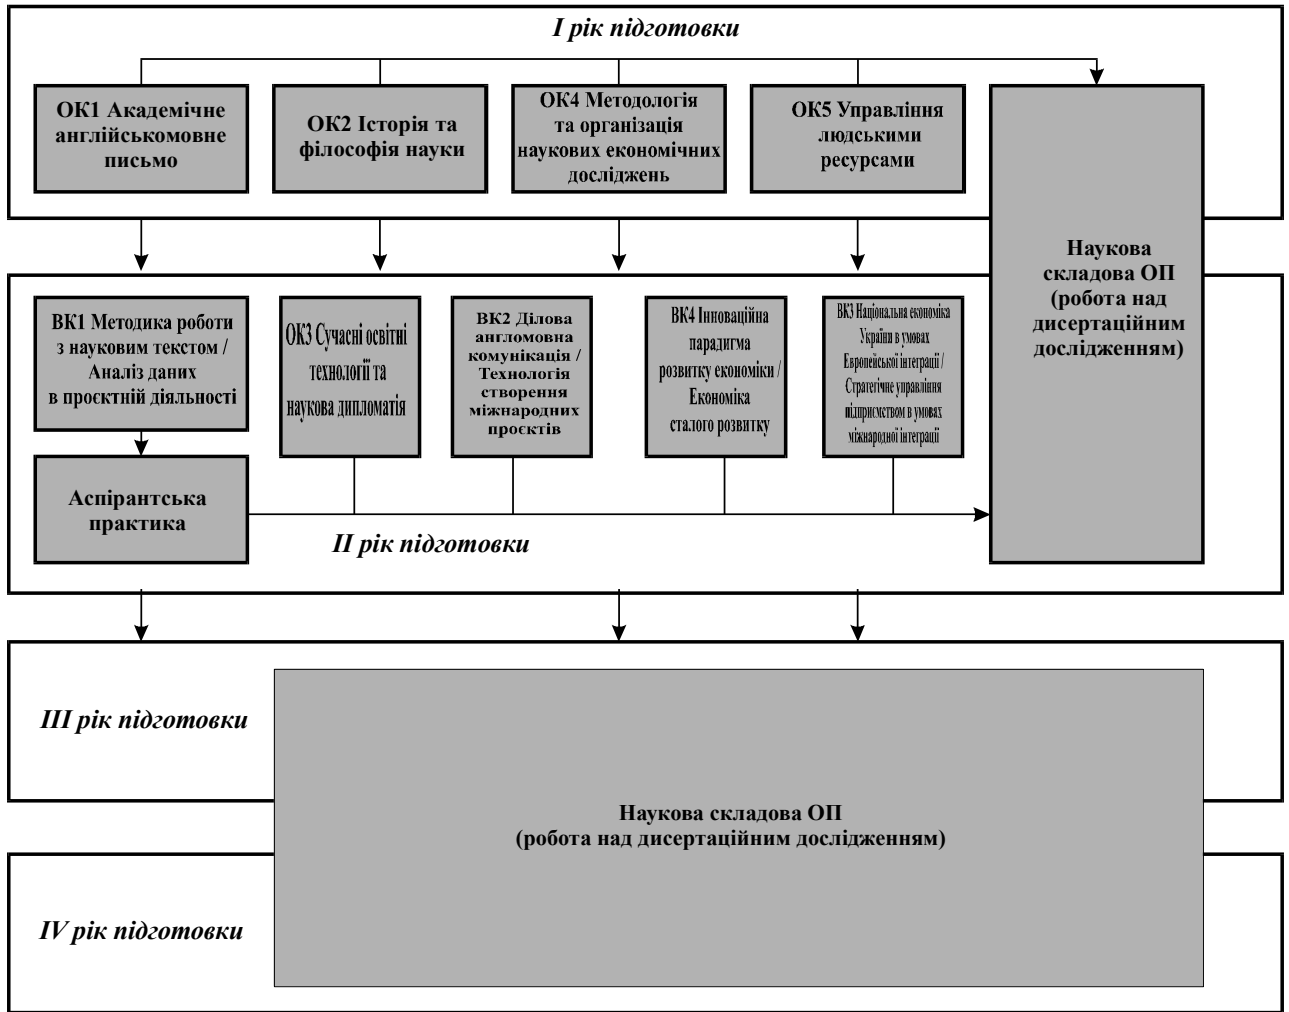 I рік підготовки
ОК1 Академічне
англійськомовне
письмо
ОК2 Історія та
філософія науки
ОК4 Методологія
та організація
наукових економічних
досліджень
ОК5 Управління
людськими
ресурсами
Наукова
складова ОП
(робота над
дисертаційним
дослідженням)
ВК1 Методика роботи
з науковим текстом /
Аналіз даних
в проєктній діяльності
ОК3 Сучасні освітні
технології та
наукова дипломатія
ВК2 Ділова
англомовна
комунікація /
Технологія
створення
міжнародних
проєктів
ВК4 Інноваційна
парадигма
розвитку економіки /
Економіка
сталого розвитку
ВК3 Національна економіка
України в умовах
Европейської інтеграції /
Стратегічне управління
підприємством в умовах
міжнародної інтеграції
Аспірантська
практика
II рік підготовки
III рік підготовки
Наукова складова ОП
(робота над дисертаційним дослідженням)
IV рік підготовки